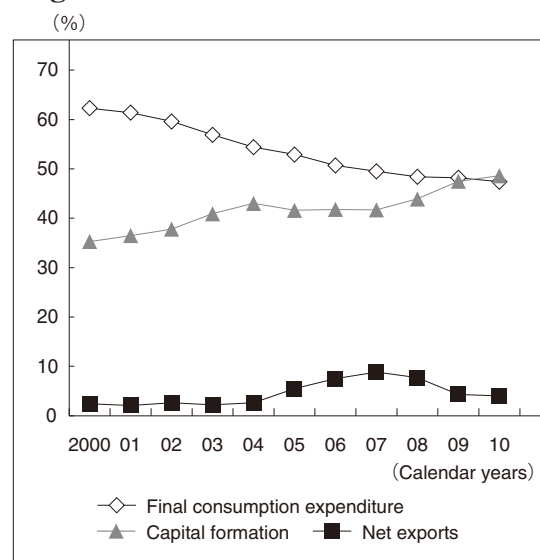 （%）
70
60
50
40
30
20
10
0
2000 01 02 03 04 05 06 07 08 09 10
（Calendar years）
Final consumption expenditure
Capital formation Net exports